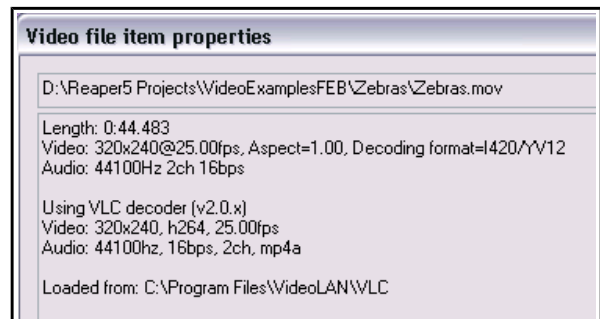 Video file item properties
D:\Reaper5 Projects\VideoExamplesFEB\Zebras\Zebras.mov
Length: 0:44.483
Video: 320x240@25.00fps, Aspect=1.00, Decoding format=I420/YV12
Audio: 44100Hz 2ch 16bps
Using VLC decoder (v2.0.x)
Video: 320x240, h264, 25.00fps
Audio: 44100hz, 16bps, 2ch, mp4a
Loaded from: C:\Program Files\VideoLAN\VLC